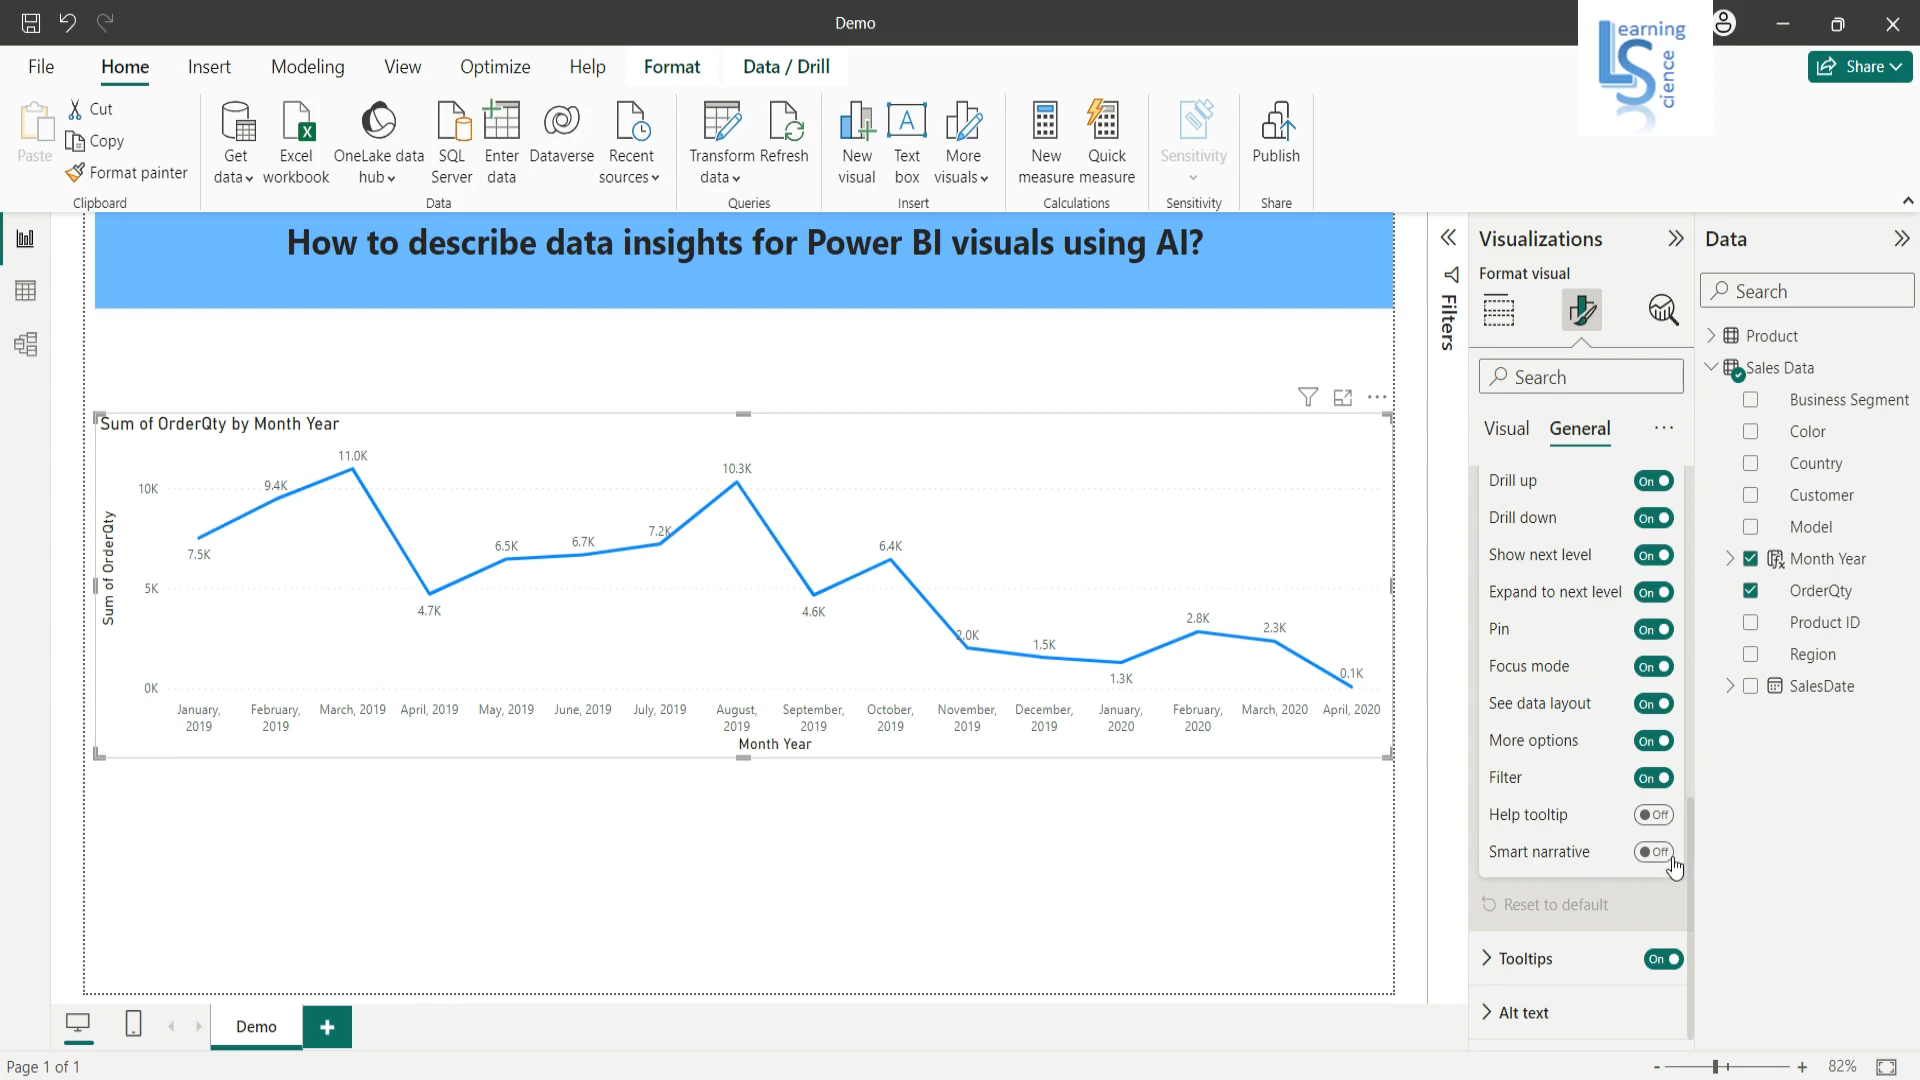 Demo
Learning
Science
Share
File Home Insert Modeling View Optimize Help Format Data / Drill
Paste
Cut
Copy
Format painter
Clipboard
Get data
Excel workbook
OneLake data hub
SQL Server
Enter data
Dataverse
Recent sources
Data
Transform data
Refresh
Queries
New visual
A
Text box
More visuals
Insert
New measure
Quick measure
Calculations
Sensitivity
Sensitivity
Publish
Share
How to describe data insights for Power BI visuals using AI?
Sum of OrderQty by Month Year
Sum of OrderQty
10K
5K
0K
7.5K
9.4K
11.0K
4.7K
6.5K
6.7K
7.2K
10.3K
4.6K
6.4K
2.0K
1.5K
1.3K
2.8K
2.3K
0.1K
January, 2019
February, 2019
March, 2019
April, 2019
May, 2019
June, 2019
July, 2019
August, 2019
September, 2019
October, 2019
November, 2019
December, 2019
January, 2020
February, 2020
March, 2020
April, 2020
Month Year
Filters
Visualizations
Format visual
Search
Visual General
Drill up On
Drill down On
Show next level On
Expand to next level On
Pin On
Focus mode On
See data layout On
More options On
Filter On
Help tooltip Off
Smart narrative Off
Reset to default
Tooltips On
Alt text
Data
Search
Product
Sales Data
Business Segment
Color
Country
Customer
Model
Month Year
OrderQty
Product ID
Region
SalesDate
Demo
Page 1 of 1
82%